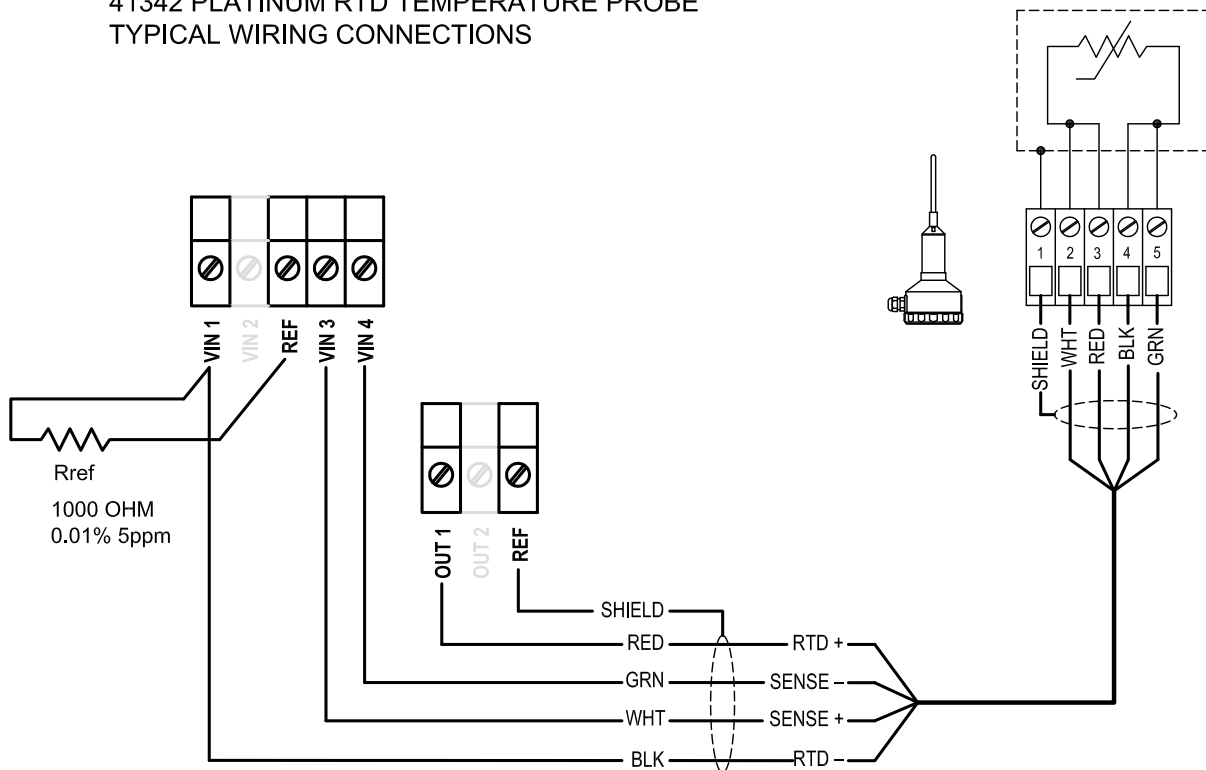 41342 PLATINUM RTD TEMPERATURE PROBE
TYPICAL WIRING CONNECTIONS
1 2 3 4 5
SHIELD
WHT
RED
BLK
GRN
VIN 1
VIN 2
REF
VIN 3
VIN 4
Rref
1000 OHM
0.01% 5ppm
OUT 1
OUT 2
REF
SHIELD
RED RTD +
GRN SENSE –
WHT SENSE +
BLK RTD –